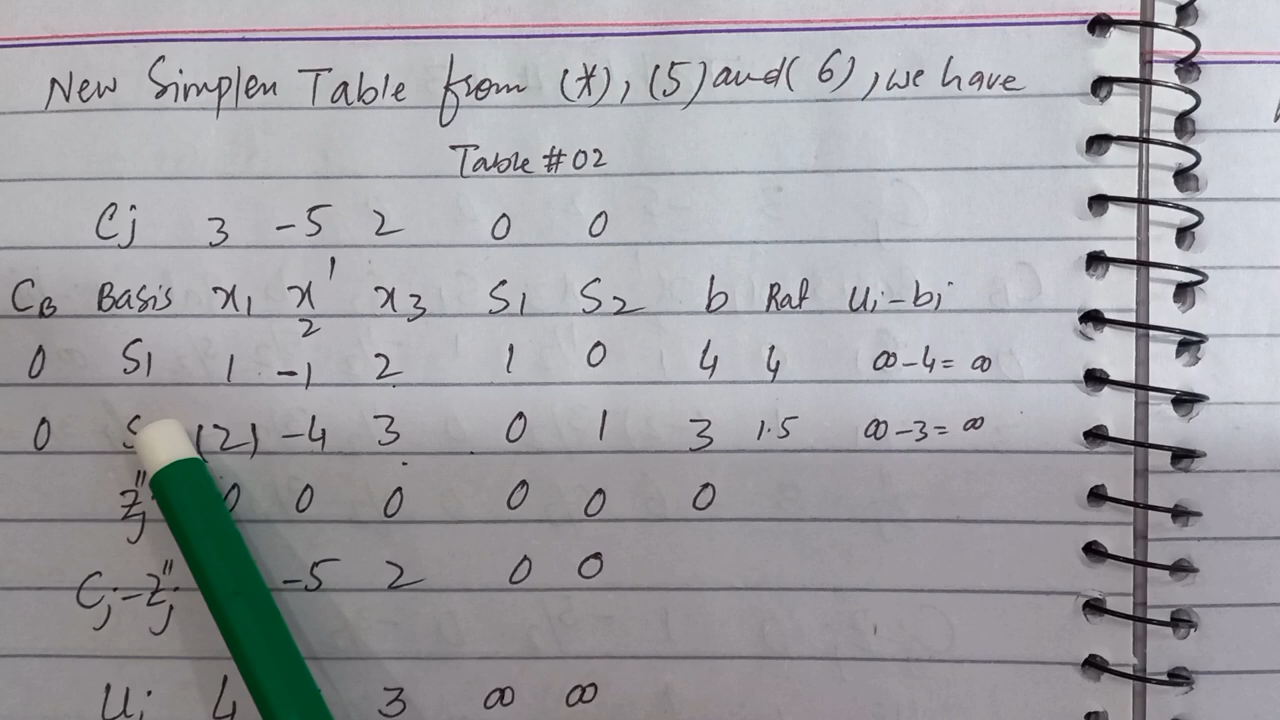 New Simplen Table from (*), (5) and (6), we have
Table #02
Cj 3 -5 2 0 0
CB Basis x1 x2' x3 S1 S2 b Rat ui-bi
0 S1 1 -1 2 1 0 4 4 ∞-4=∞
0 S (2) -4 3 0 1 3 1.5 ∞-3=∞
Zj" 0 0 0 0 0 0
Cj-Zj" -5 2 0 0
Uj 4 3 ∞ ∞